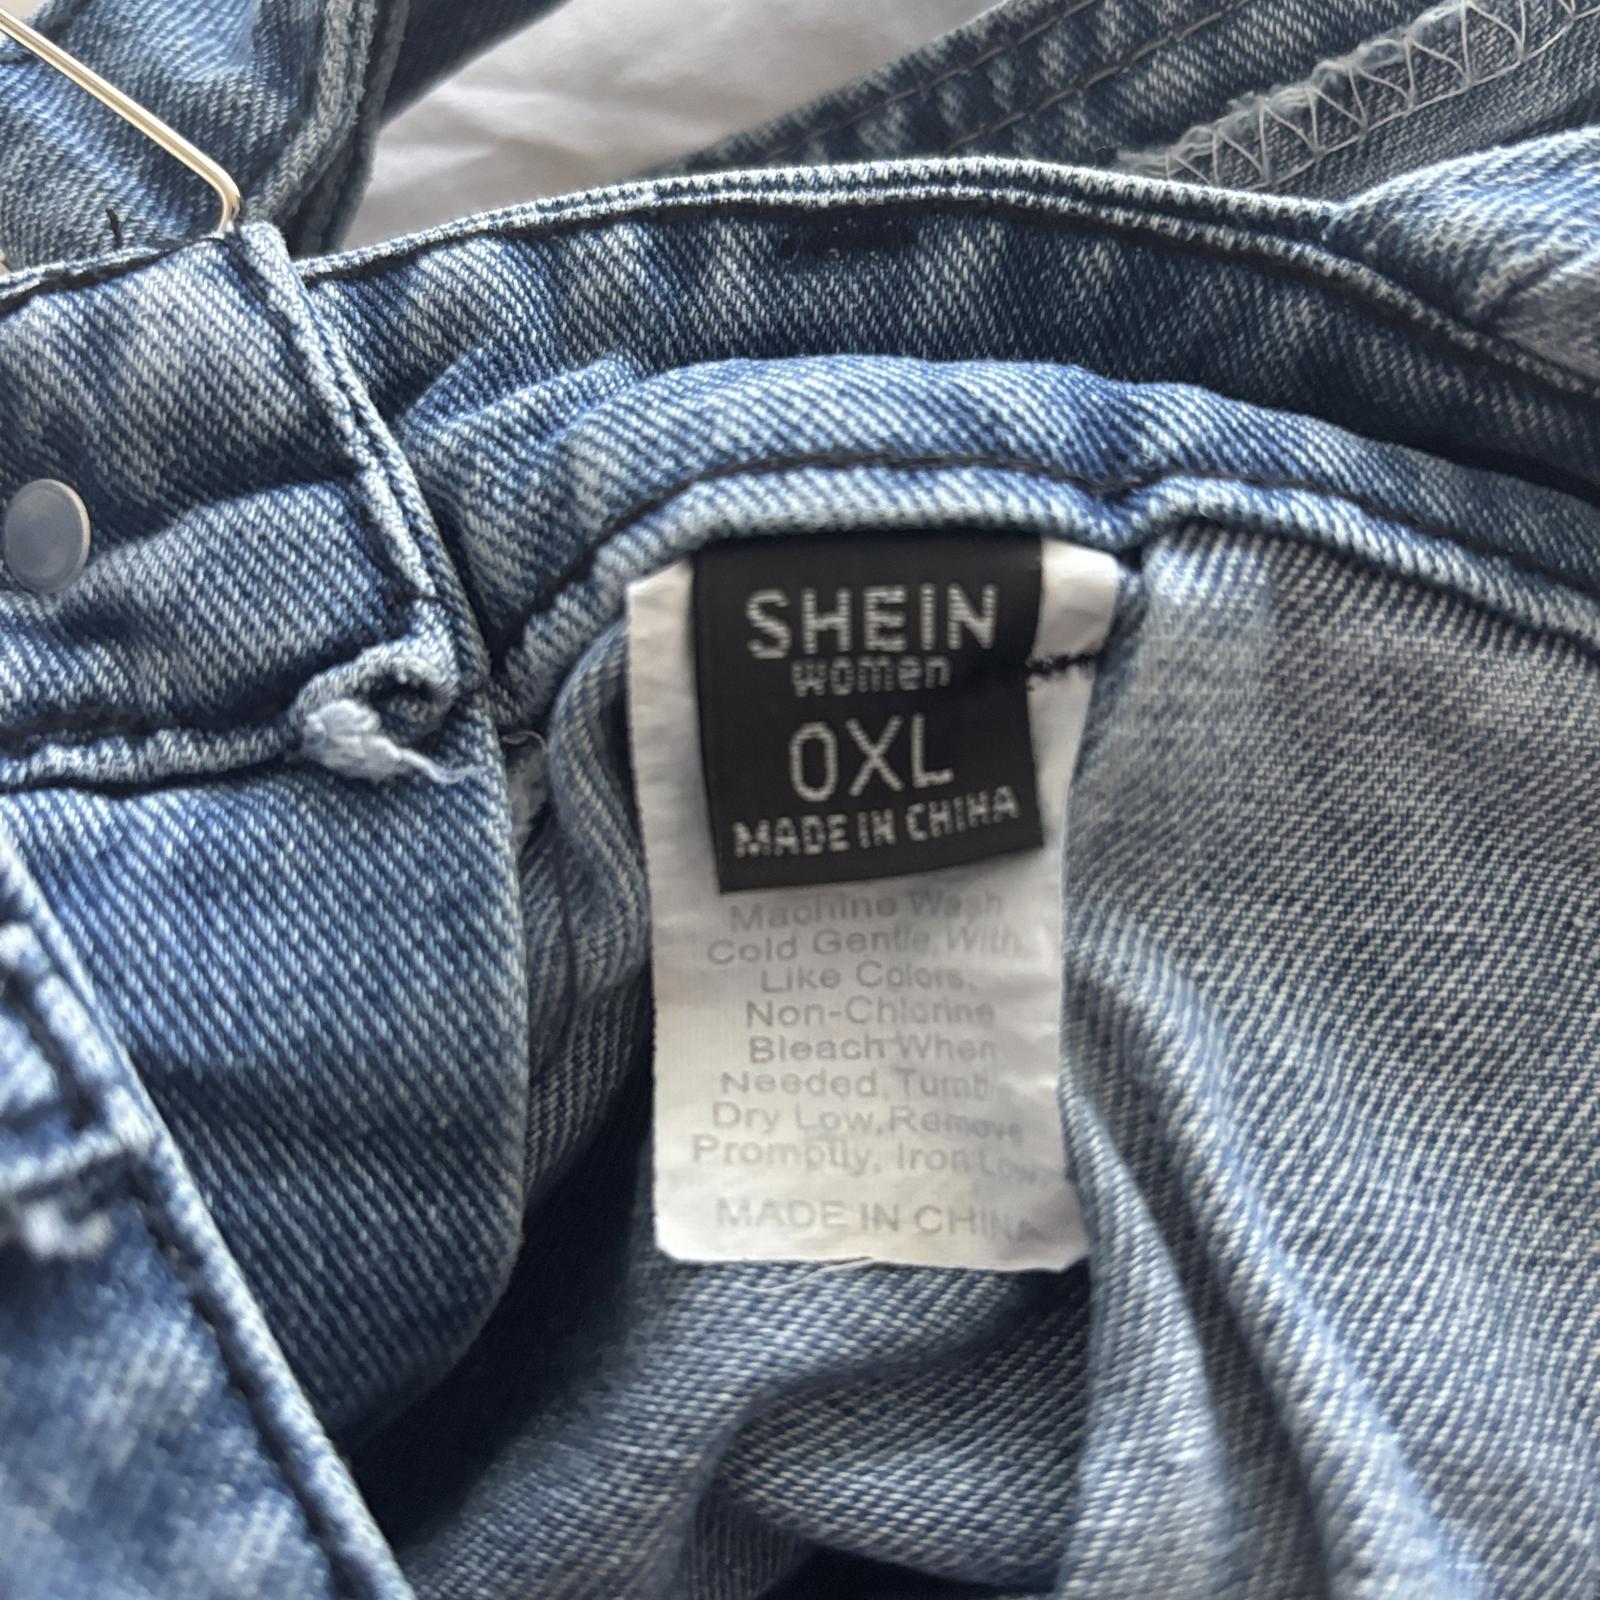 SHEIN
women
0XL
MADE IN CHINA
Machine Wash
Cold Gentle, With
Like Colors,
Non-Chlorine
Bleach When
Needed, Tumbl
Dry Low, Remove
Promptly, Iron Low,
MADE IN CHINA